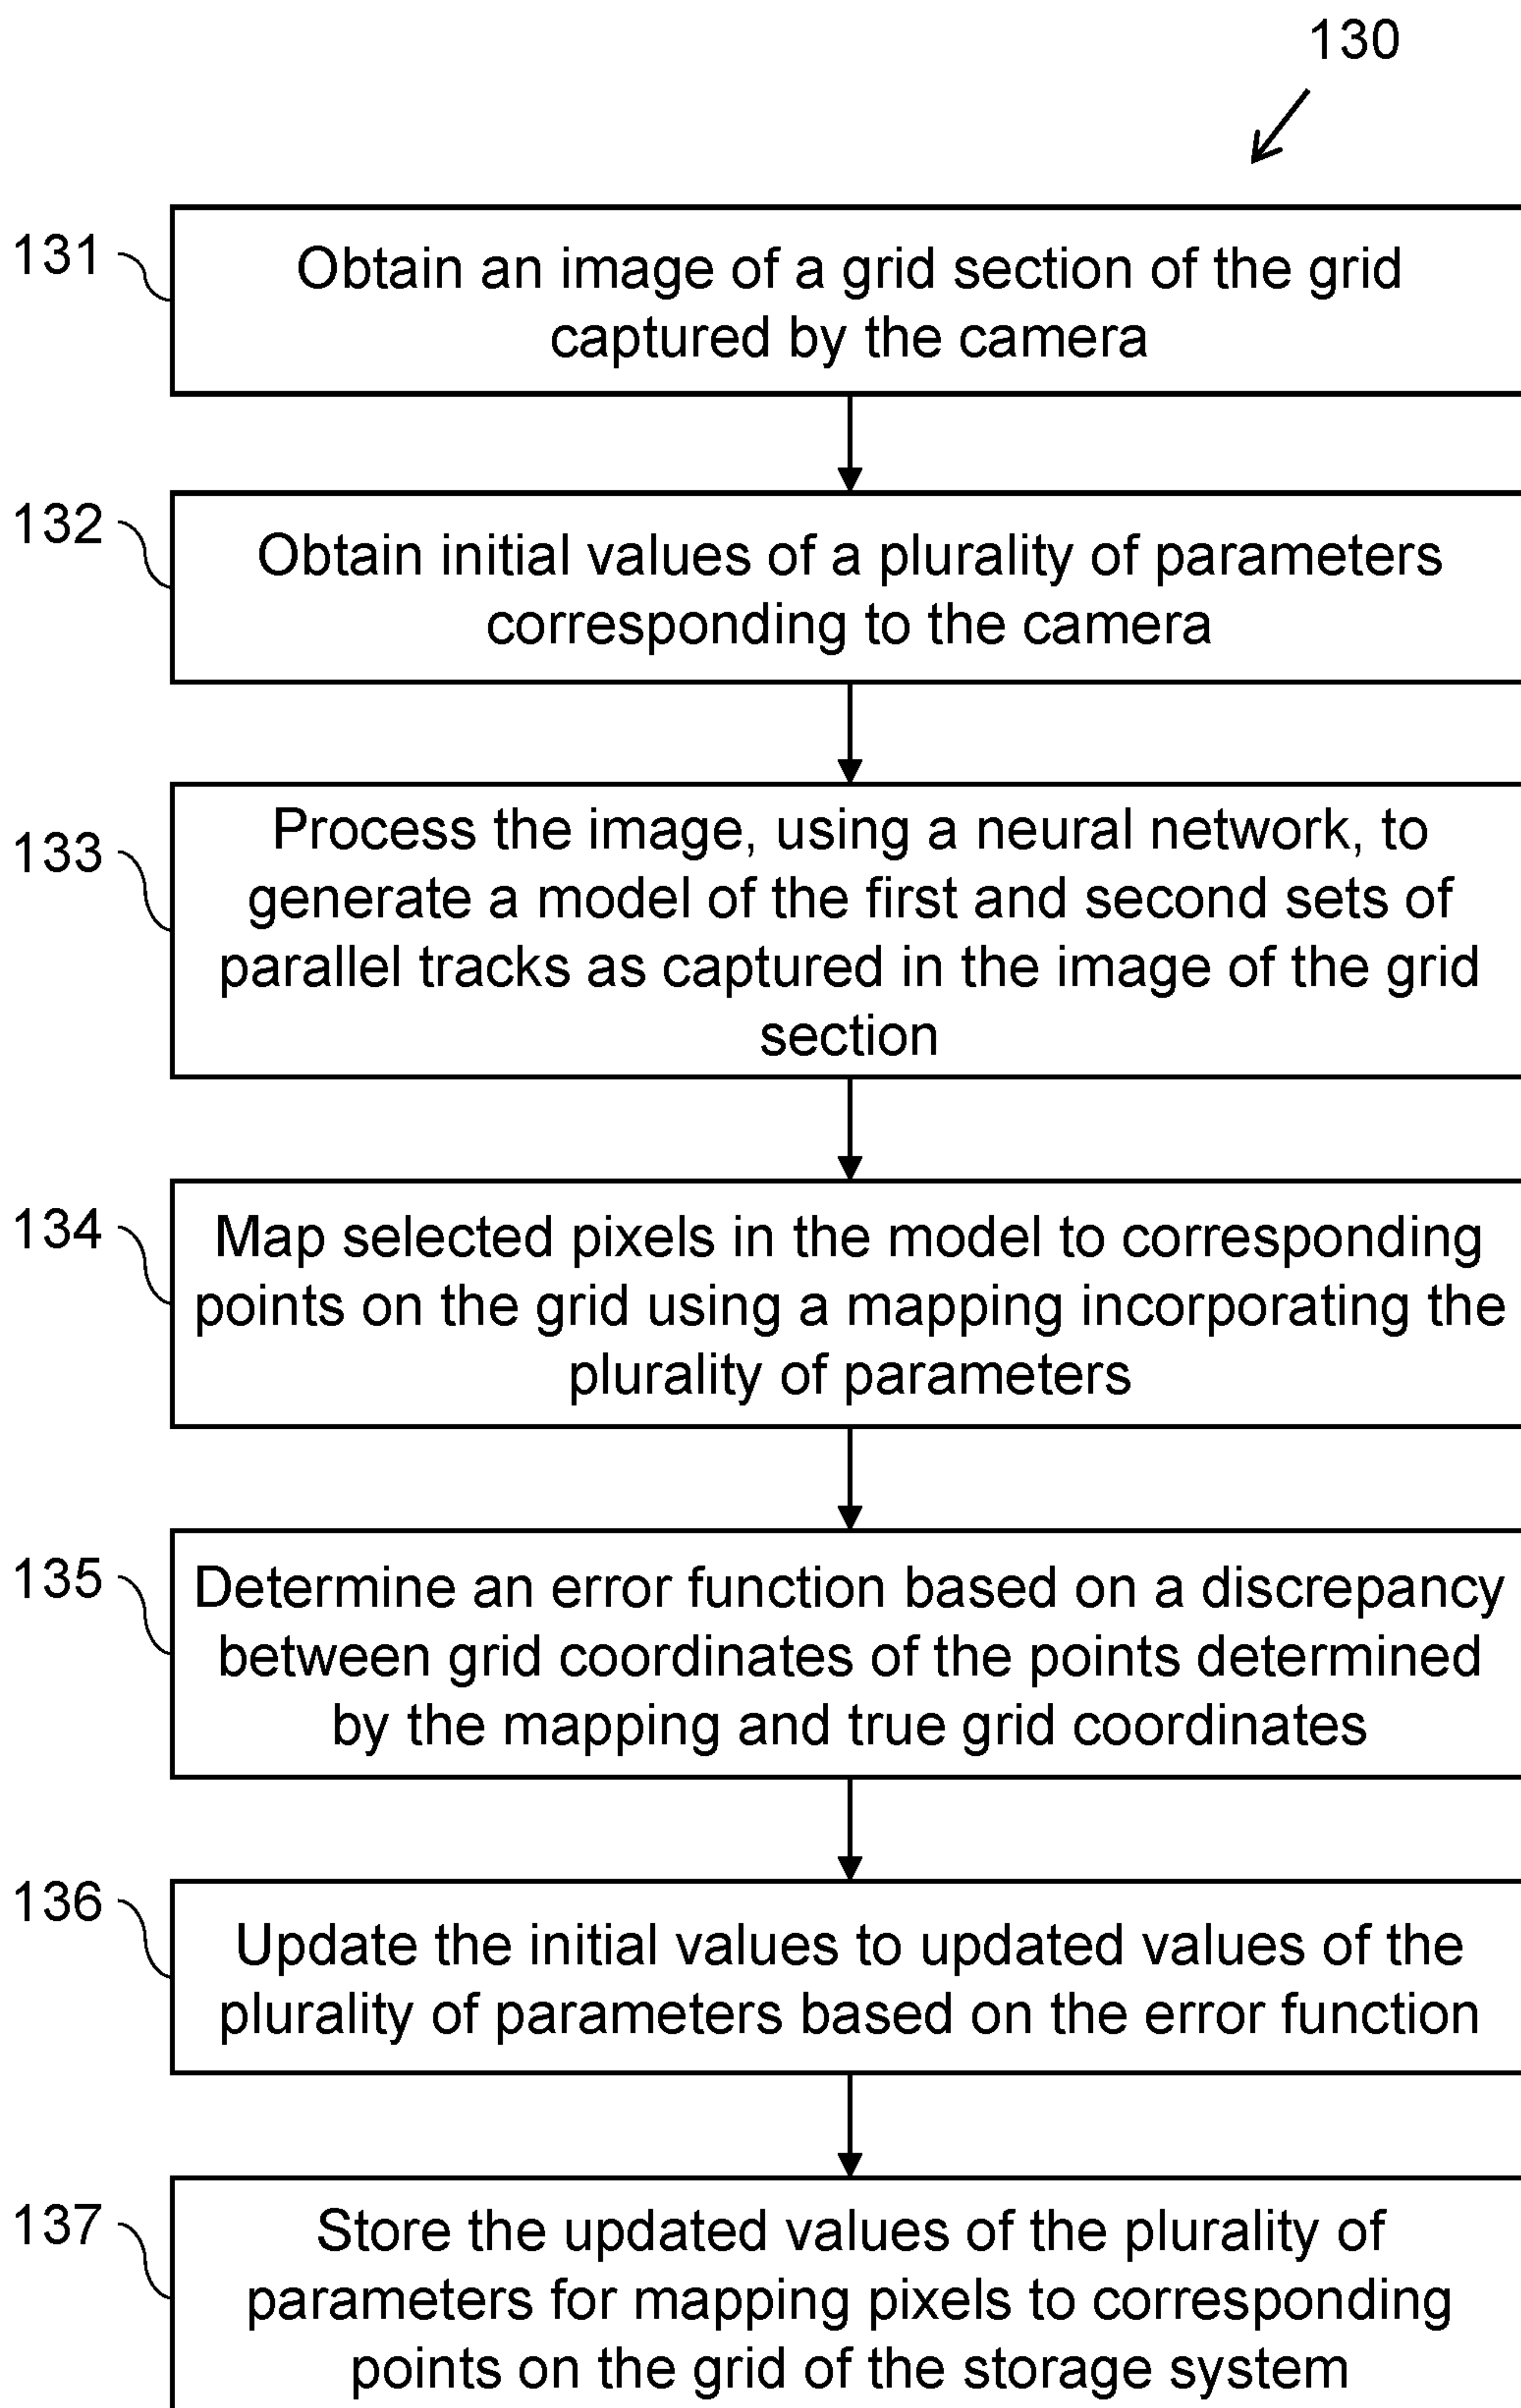 130
131
Obtain an image of a grid section of the grid
captured by the camera
132
Obtain initial values of a plurality of parameters
corresponding to the camera
133
Process the image, using a neural network, to
generate a model of the first and second sets of
parallel tracks as captured in the image of the grid
section
134
Map selected pixels in the model to corresponding
points on the grid using a mapping incorporating the
plurality of parameters
135
Determine an error function based on a discrepancy
between grid coordinates of the points determined
by the mapping and true grid coordinates
136
Update the initial values to updated values of the
plurality of parameters based on the error function
137
Store the updated values of the plurality of
parameters for mapping pixels to corresponding
points on the grid of the storage system